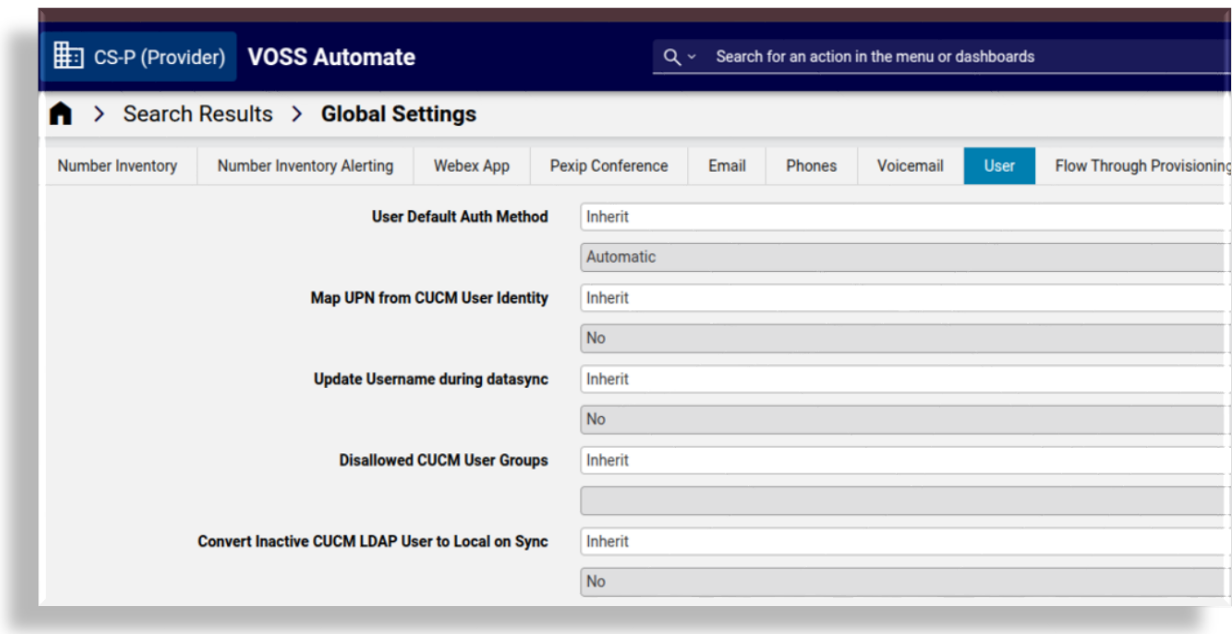 CS-P (Provider) VOSS Automate Search for an action in the menu or dashboards
> Search Results > Global Settings
Number Inventory Number Inventory Alerting Webex App Pexip Conference Email Phones Voicemail User Flow Through Provisioning
User Default Auth Method Inherit
Automatic
Map UPN from CUCM User Identity Inherit
No
Update Username during datasync Inherit
No
Disallowed CUCM User Groups Inherit
Convert Inactive CUCM LDAP User to Local on Sync Inherit
No